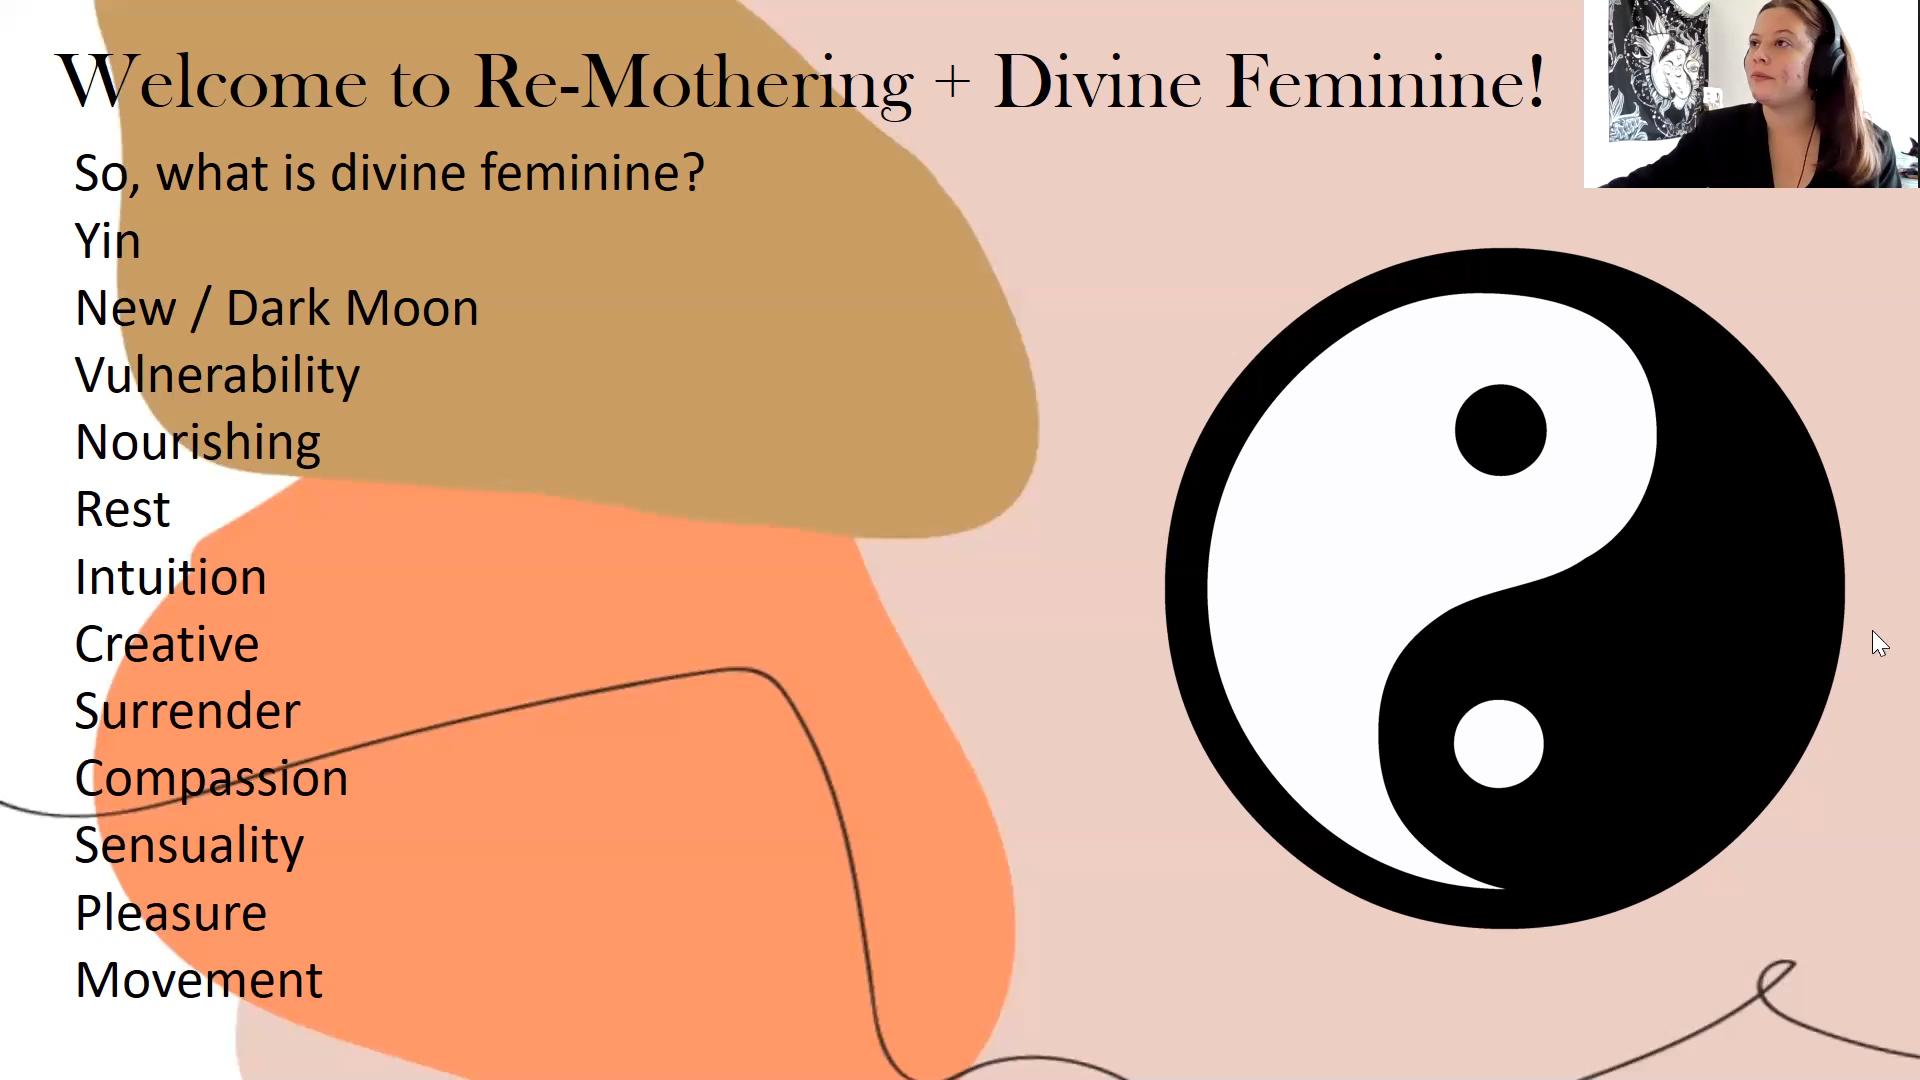 Welcome to Re-Mothering + Divine Feminine!
So, what is divine feminine?
Yin
New / Dark Moon
Vulnerability
Nourishing
Rest
Intuition
Creative
Surrender
Compassion
Sensuality
Pleasure
Movement